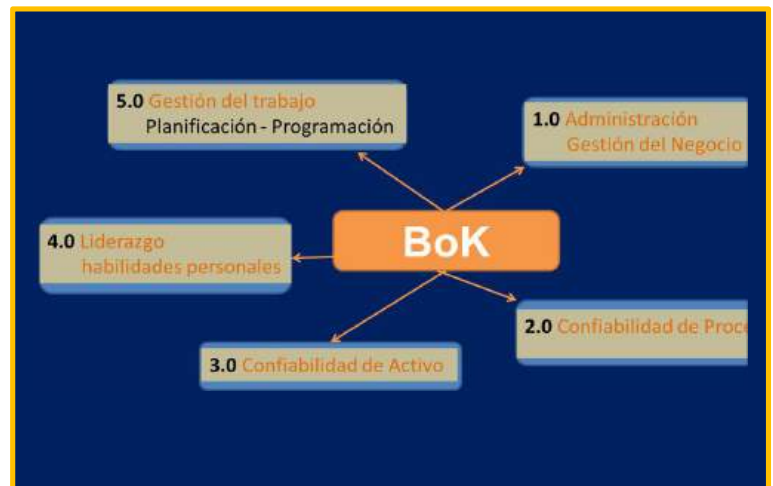 5.0 Gestión del trabajo
Planificación - Programación
1.0 Administración
Gestión del Negocio
BoK
4.0 Liderazgo
habilidades personales
2.0 Confiabilidad de
3.0 Confiabilidad de Activo